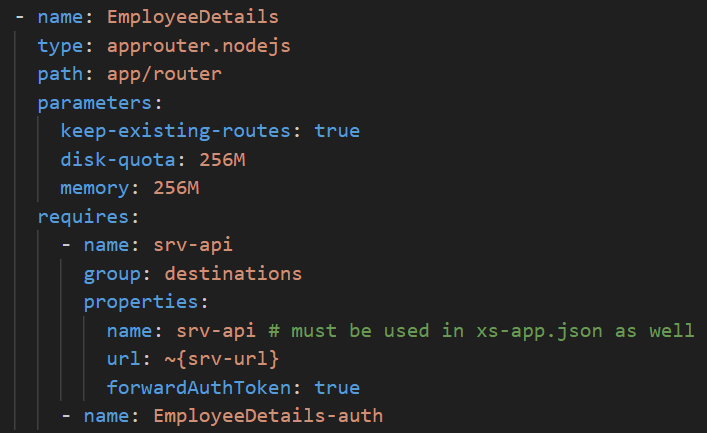 - name: EmployeeDetails
  type: approuter.nodejs
  path: app/router
  parameters:
    keep-existing-routes: true
    disk-quota: 256M
    memory: 256M
  requires:
    - name: srv-api
      group: destinations
      properties:
        name: srv-api # must be used in xs-app.json as well
        url: ~{srv-url}
        forwardAuthToken: true
    - name: EmployeeDetails-auth